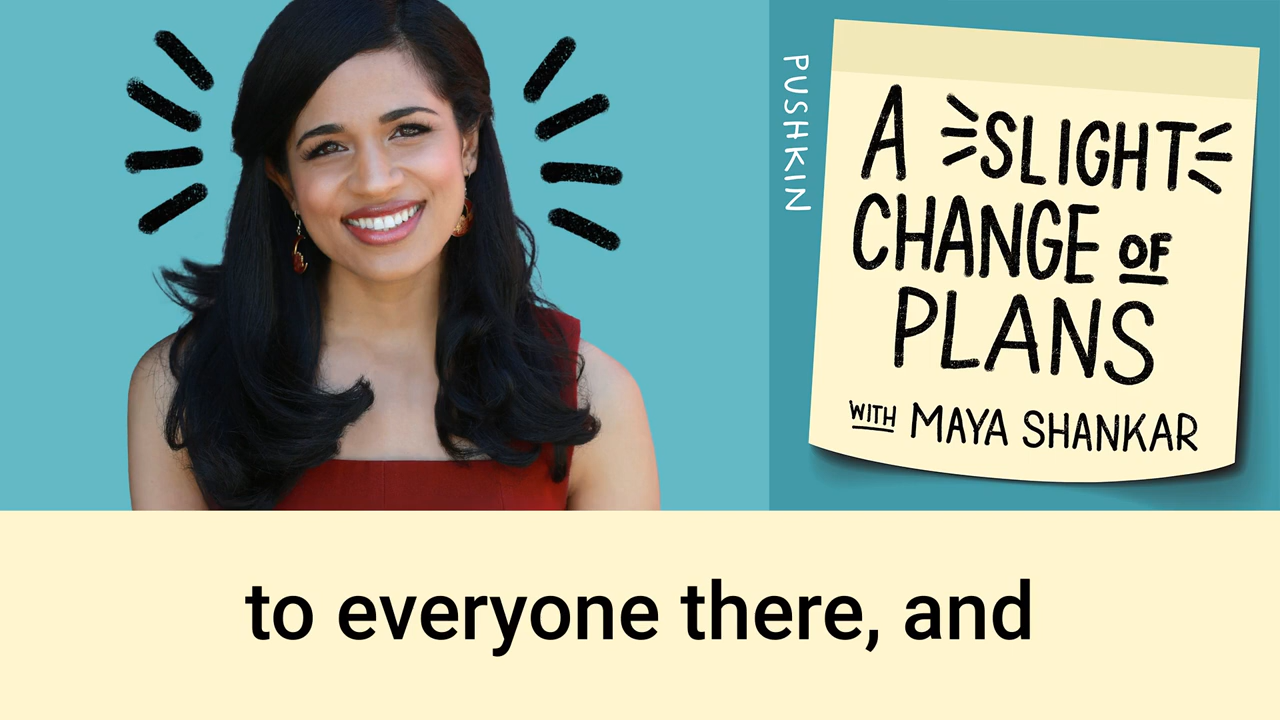 PUSHKIN
A SLIGHT
CHANGE OF
PLANS
WITH MAYA SHANKAR
to everyone there, and